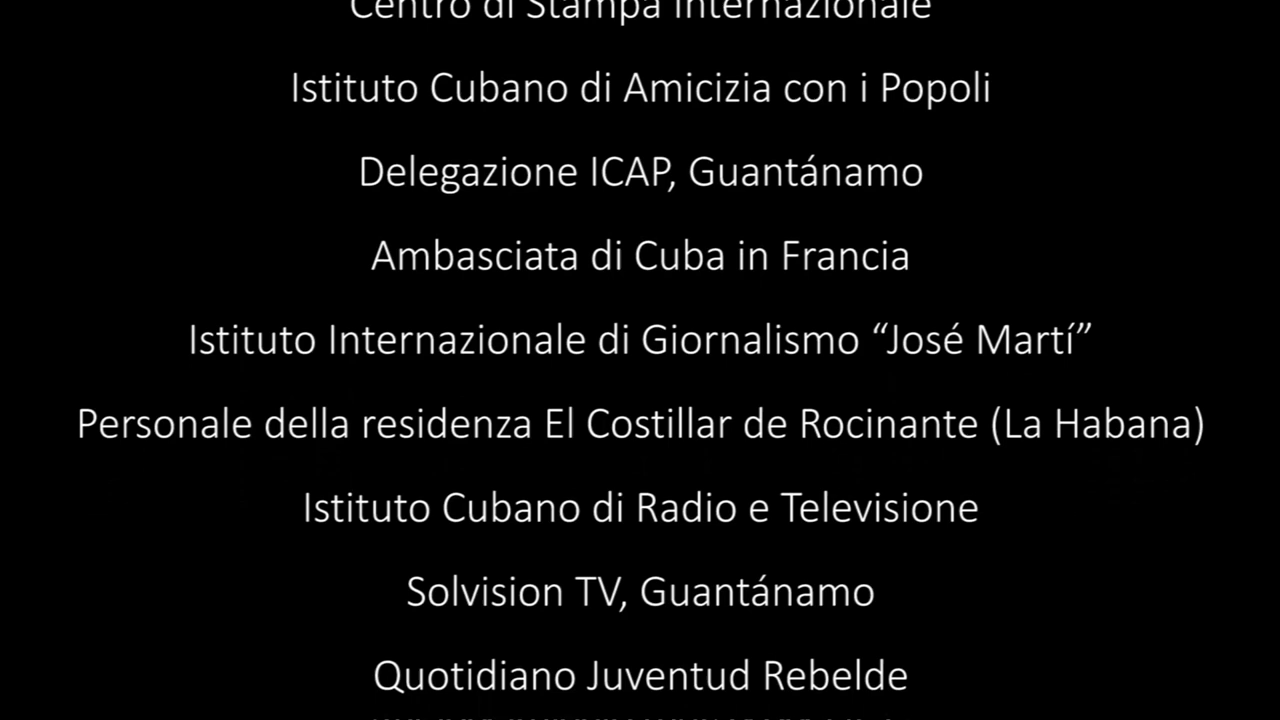 Centro di Stampa Internazionale
Istituto Cubano di Amicizia con i Popoli
Delegazione ICAP, Guantánamo
Ambasciata di Cuba in Francia
Istituto Internazionale di Giornalismo “José Martí”
Personale della residenza El Costillar de Rocinante (La Habana)
Istituto Cubano di Radio e Televisione
Solvision TV, Guantánamo
Quotidiano Juventud Rebelde